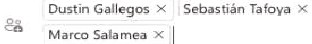 Dustin Gallegos × Sebastián Tafoya ×
Marco Salamea ×